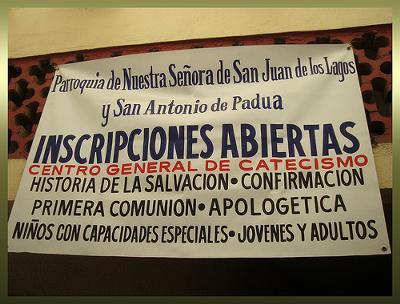 Parroquia de Nuestra Señora de San Juan de los Lagos
y San Antonio de Padua
INSCRIPCIONES ABIERTAS
CENTRO GENERAL DE CATECISMO
HISTORIA DE LA SALVACION • CONFIRMACION
PRIMERA COMUNION • APOLOGETICA
NIÑOS CON CAPACIDADES ESPECIALES • JOVENES Y ADULTOS